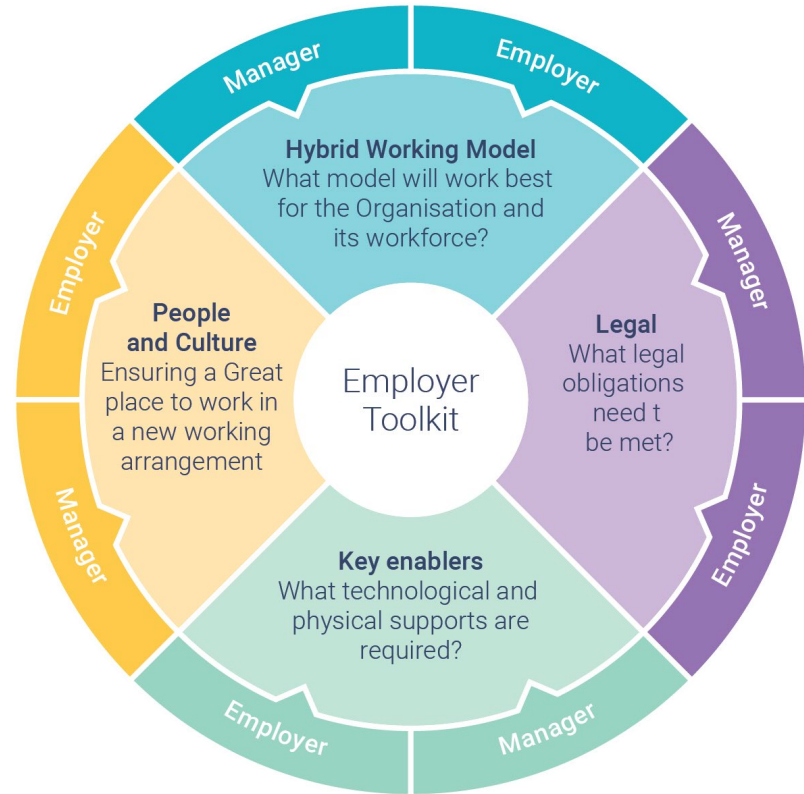 Manager
Employer
Hybrid Working Model
What model will work best
for the Organisation and
its workforce?
Manager
Legal
What legal
obligations
need t
be met?
Employer
Manager
Key enablers
What technological and
physical supports are
required?
Employer
Manager
People
and Culture
Ensuring a Great
place to work in
a new working
arrangement
Employer
Employer
Toolkit